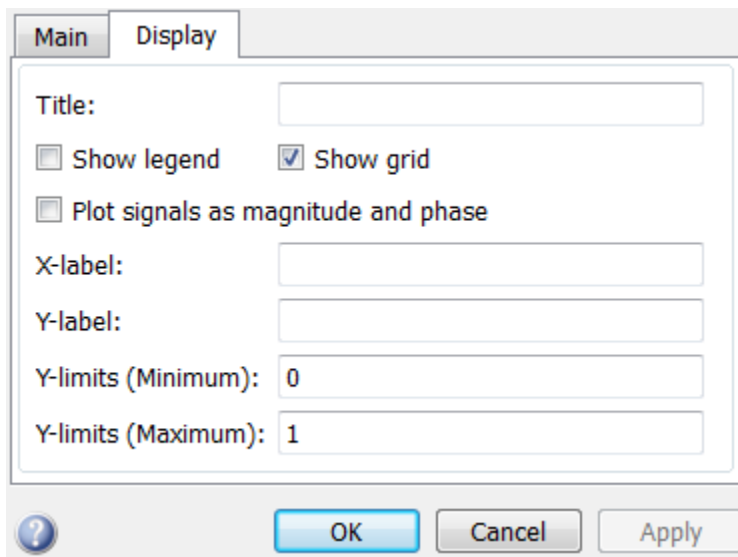 Main Display
Title:
Show legend Show grid
Plot signals as magnitude and phase
X-label:
Y-label:
Y-limits (Minimum): 0
Y-limits (Maximum): 1
? OK Cancel Apply